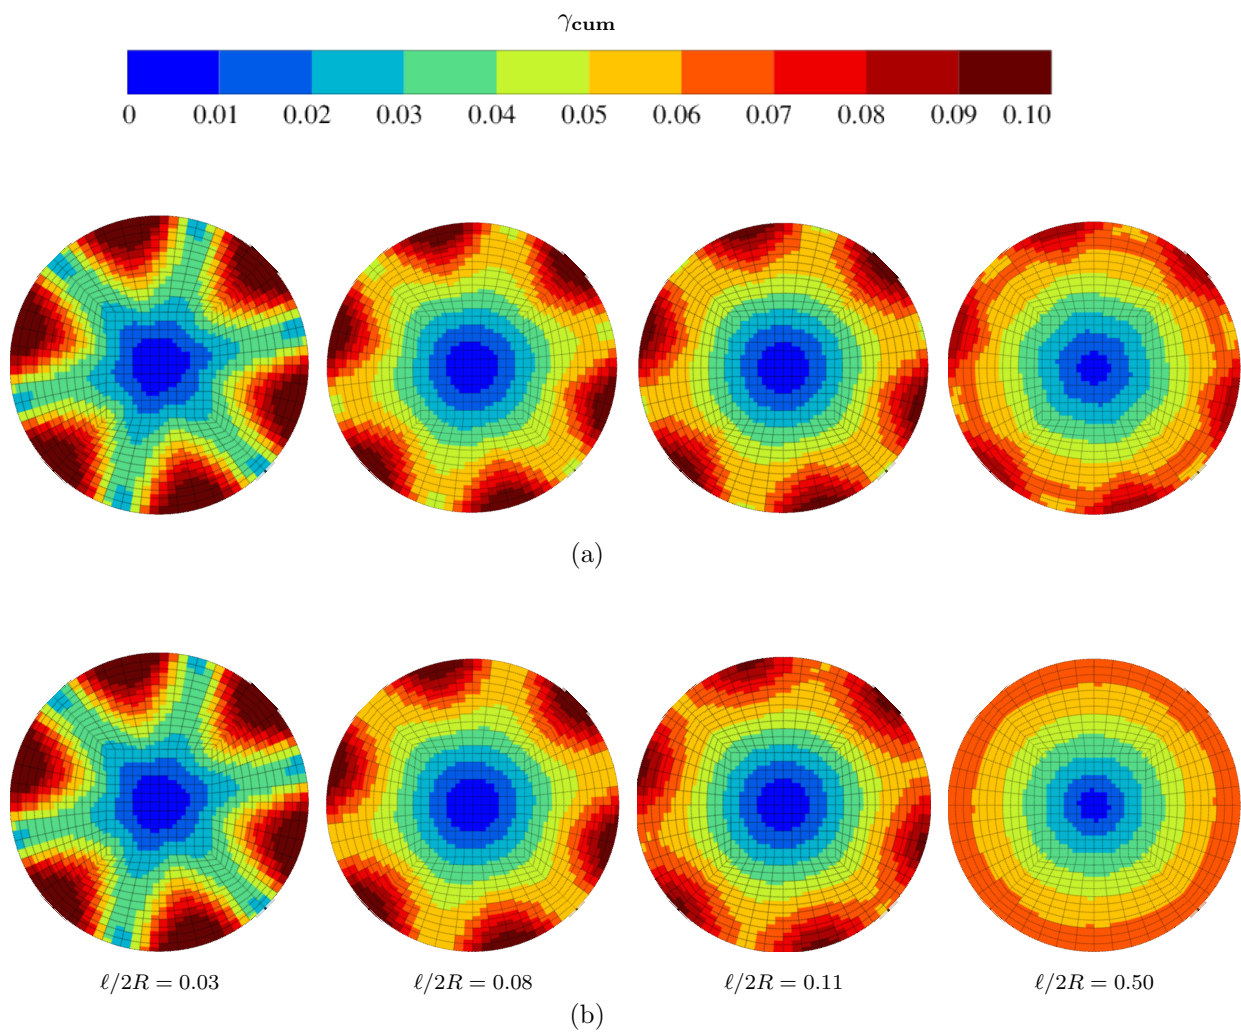 γcum
0 0.01 0.02 0.03 0.04 0.05 0.06 0.07 0.08 0.09 0.10
(a)
ℓ/2R = 0.03 ℓ/2R = 0.08 ℓ/2R = 0.11 ℓ/2R = 0.50
(b)